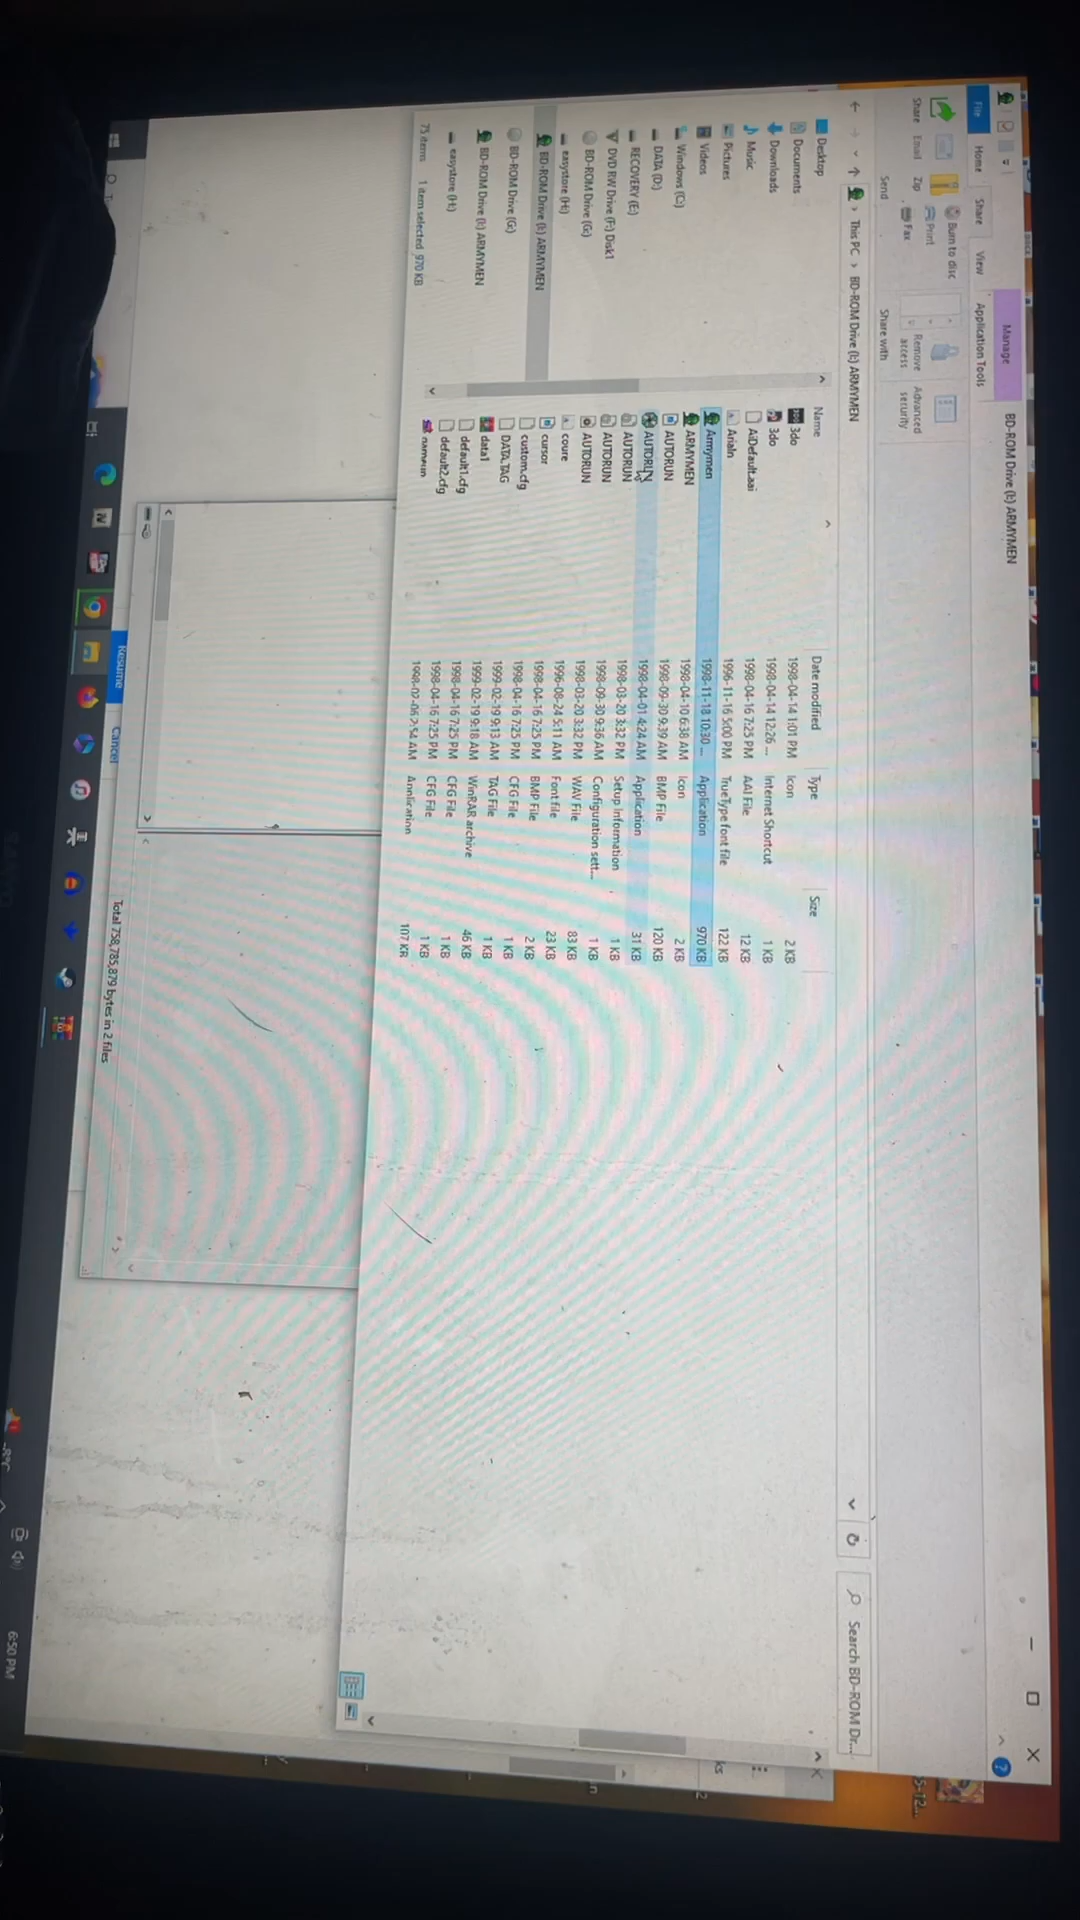 Manage
BD-ROM Drive (I:) ARMYMEN
File
Home
Share
View
Application Tools
Share
Email
Zip
Burn to disc
Print
Fax
Remove access
Advanced security
Send
Share with
This PC > BD-ROM Drive (I:) ARMYMEN
Search BD-ROM Dr...
Desktop
Documents
Downloads
Music
Pictures
Videos
Windows (C:)
DATA (D:)
RECOVERY (E:)
DVD RW Drive (F:) Disk1
BD-ROM Drive (G:)
easystore (H:)
BD-ROM Drive (I:) ARMYMEN
BD-ROM Drive (G:)
BD-ROM Drive (I:) ARMYMEN
easystore (H:)
Name Date modified Type Size
3do 1998-04-14 1:01 PM Icon 2 KB
3do 1998-04-14 12:26 ... Internet Shortcut 1 KB
AiDefault.aai 1998-04-16 7:25 PM AAI File 12 KB
Arialn 1996-11-16 5:00 PM TrueType font file 122 KB
Armymen 1998-11-18 10:30 ... Application 970 KB
ARMYMEN 1998-04-10 6:38 AM Icon 2 KB
AUTORUN 1998-09-30 9:39 AM BMP File 120 KB
AUTORUN 1998-04-01 4:24 AM Application 31 KB
AUTORUN 1998-03-20 3:32 PM Setup Information 1 KB
AUTORUN 1998-09-30 9:36 AM Configuration sett... 1 KB
AUTORUN 1998-03-20 3:32 PM WAV File 83 KB
coure 1996-08-24 5:11 AM Font file 23 KB
cursor 1998-04-16 7:25 PM BMP File 2 KB
custom.cfg 1998-04-16 7:25 PM CFG File 1 KB
DATA.TAG 1999-02-19 9:13 AM TAG File 1 KB
data1 1999-02-19 9:18 AM WinRAR archive 46 KB
default1.cfg 1998-04-16 7:25 PM CFG File 1 KB
default2.cfg 1998-04-16 7:25 PM CFG File 1 KB
1998-02-06 2:54 AM Application 107 KB
75 items 1 item selected 970 KB
Resume
Cancel
Total 758,785,879 bytes in 2 files
6:50 PM